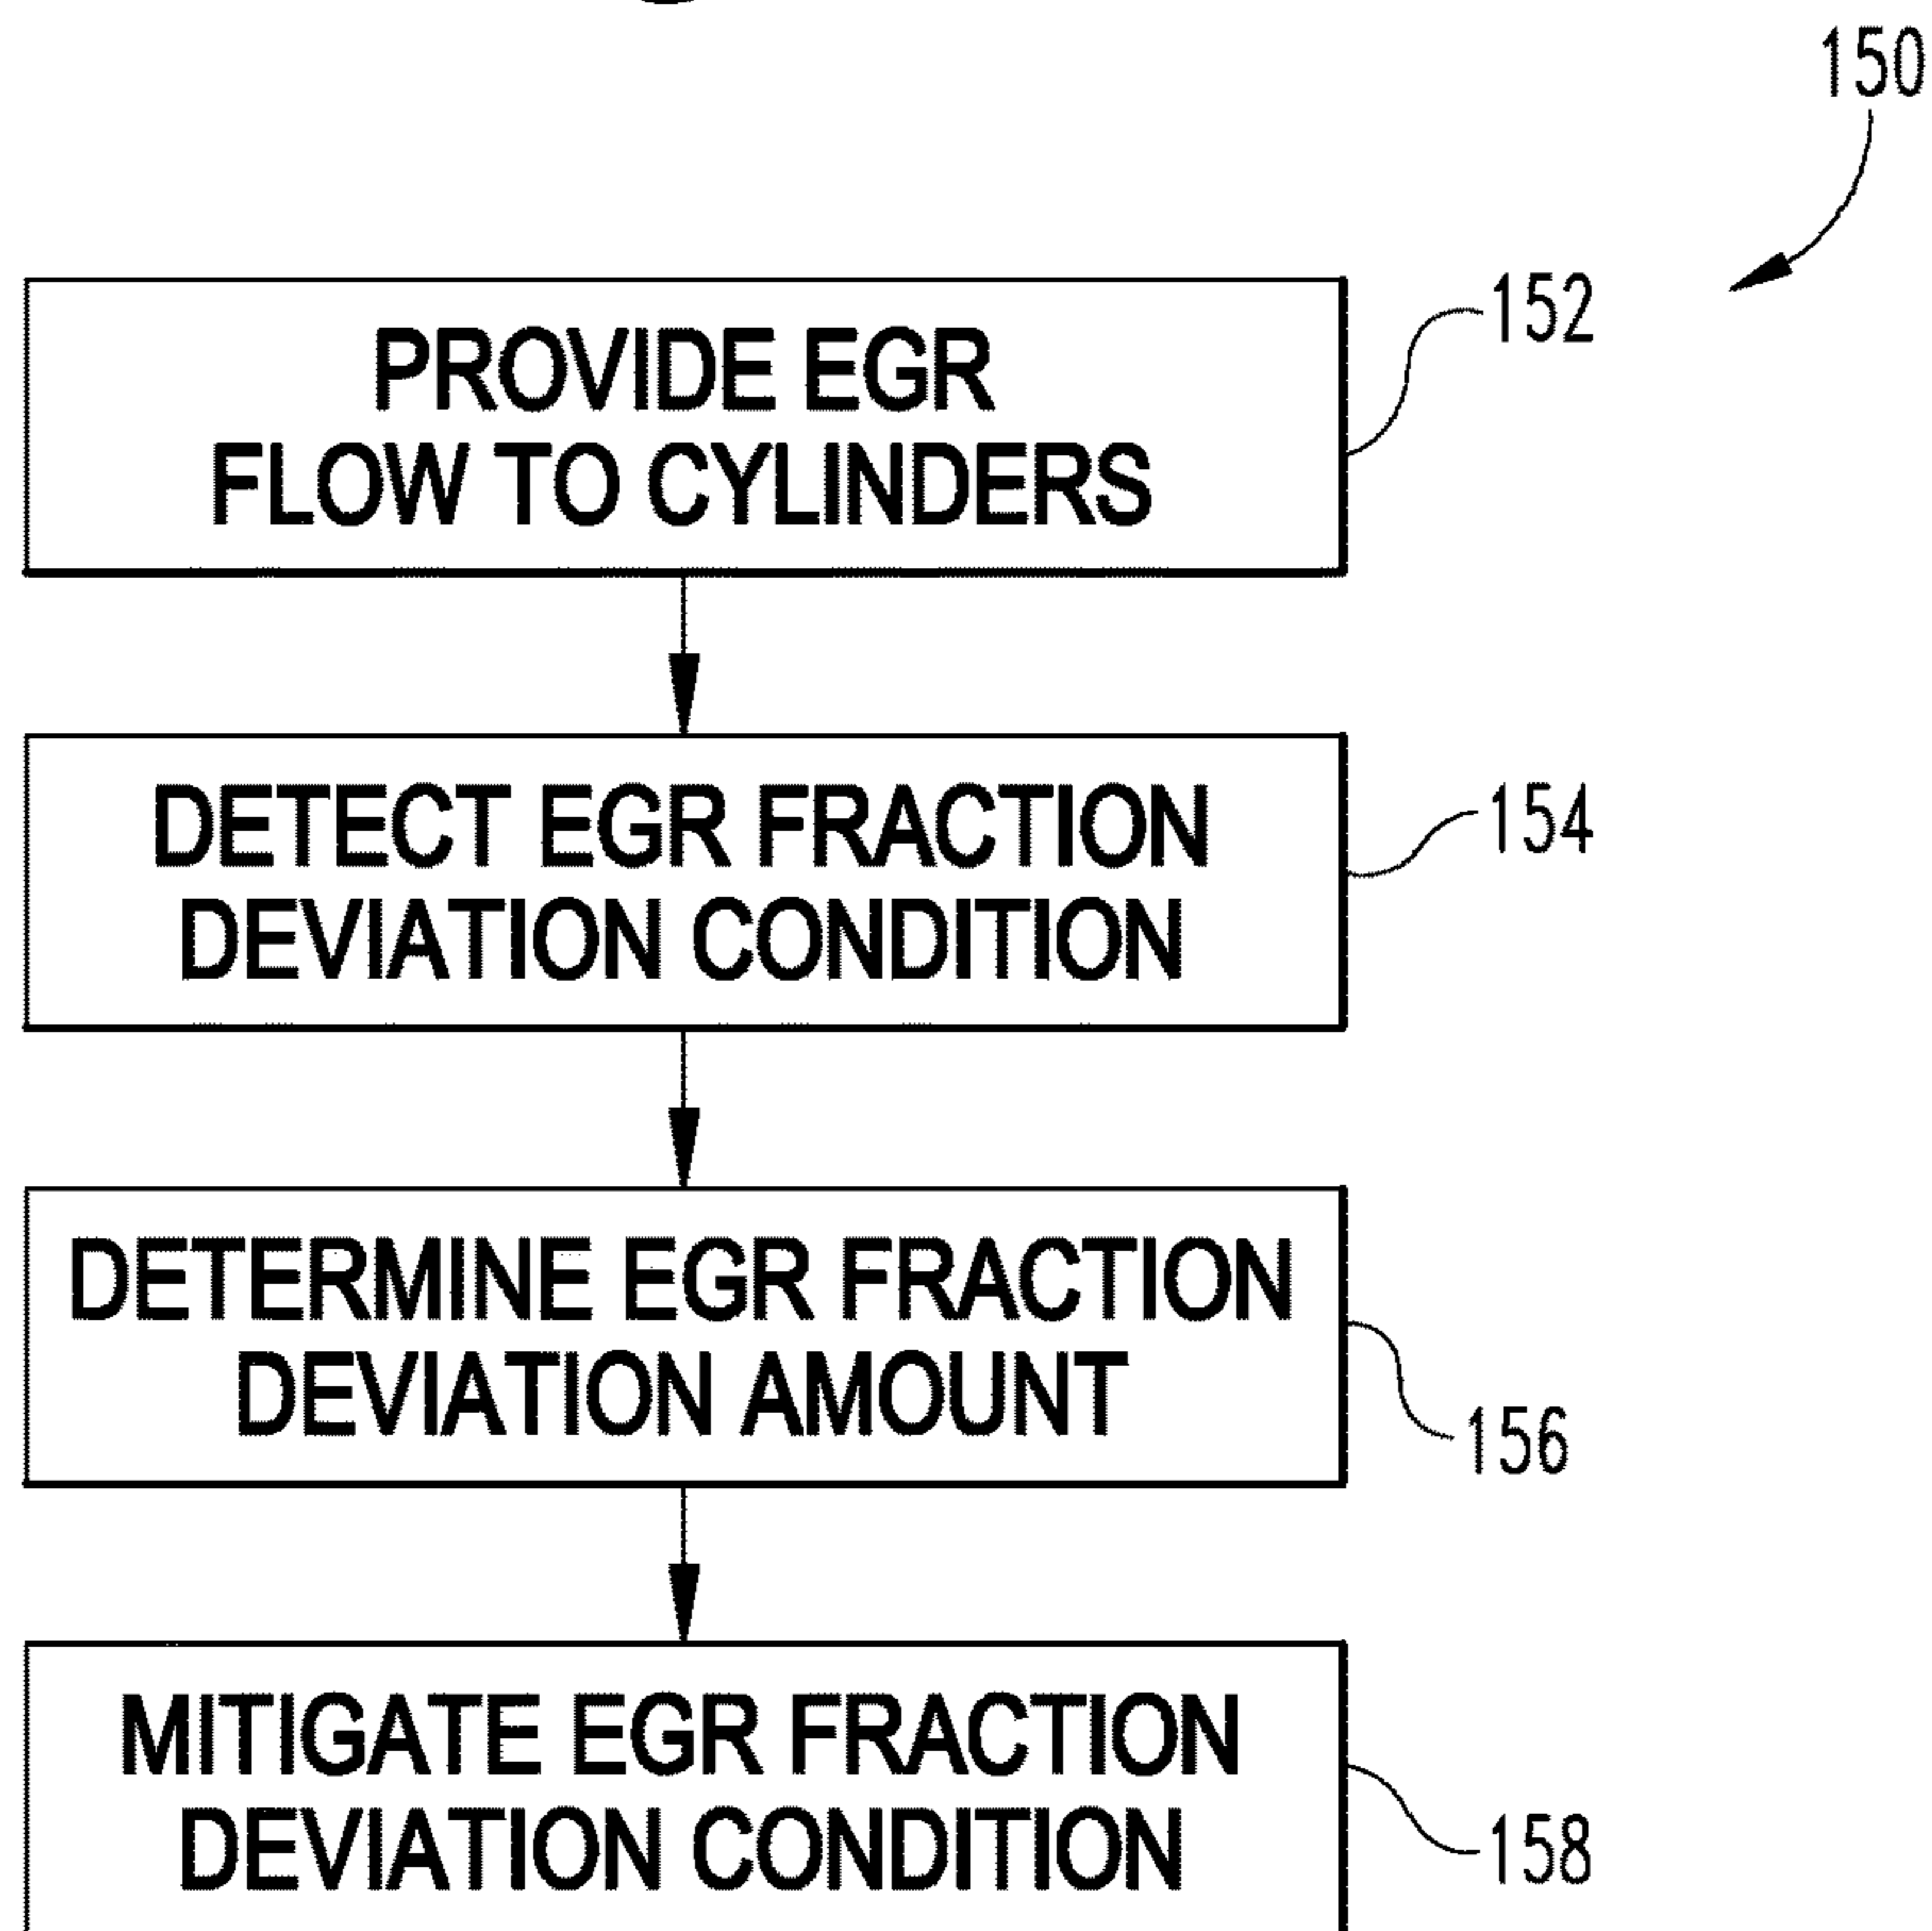 150
PROVIDE EGR
FLOW TO CYLINDERS
152
DETECT EGR FRACTION
DEVIATION CONDITION
154
DETERMINE EGR FRACTION
DEVIATION AMOUNT
156
MITIGATE EGR FRACTION
DEVIATION CONDITION
158